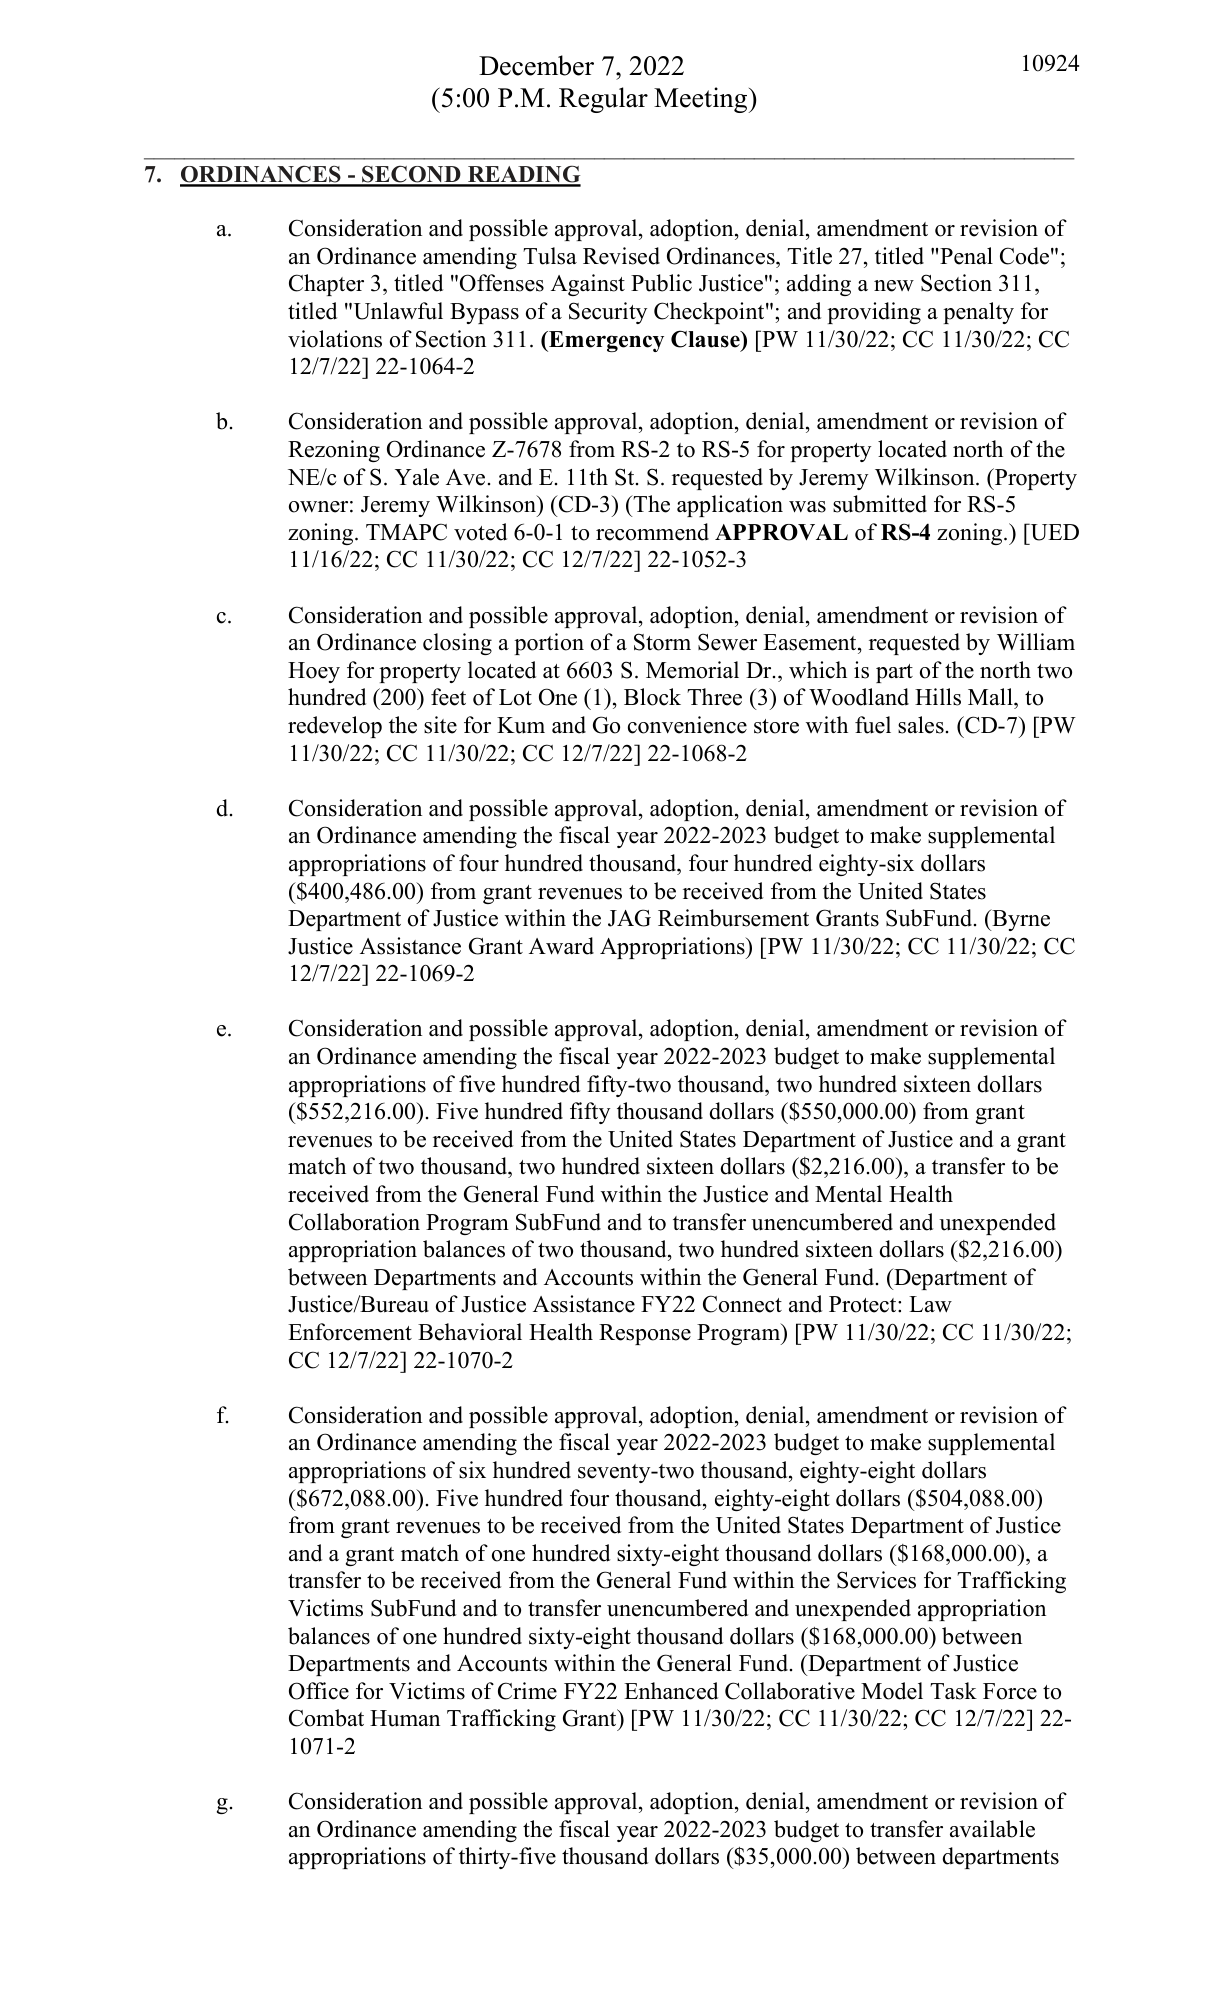 December 7, 2022
10924
(5:00 P.M. Regular Meeting)
7. ORDINANCES - SECOND READING
a. Consideration and possible approval, adoption, denial, amendment or revision of
an Ordinance amending Tulsa Revised Ordinances, Title 27, titled "Penal Code";
Chapter 3, titled "Offenses Against Public Justice"; adding a new Section 311,
titled "Unlawful Bypass of a Security Checkpoint"; and providing a penalty for
violations of Section 311. (Emergency Clause) [PW 11/30/22; CC 11/30/22; CC
12/7/22] 22-1064-2
b. Consideration and possible approval, adoption, denial, amendment or revision of
Rezoning Ordinance Z-7678 from RS-2 to RS-5 for property located north of the
NE/c of S. Yale Ave. and E. 11th St. S. requested by Jeremy Wilkinson. (Property
owner: Jeremy Wilkinson) (CD-3) (The application was submitted for RS-5
zoning. TMAPC voted 6-0-1 to recommend APPROVAL of RS-4 zoning.) [UED
11/16/22; CC 11/30/22; CC 12/7/22] 22-1052-3
c. Consideration and possible approval, adoption, denial, amendment or revision of
an Ordinance closing a portion of a Storm Sewer Easement, requested by William
Hoey for property located at 6603 S. Memorial Dr., which is part of the north two
hundred (200) feet of Lot One (1), Block Three (3) of Woodland Hills Mall, to
redevelop the site for Kum and Go convenience store with fuel sales. (CD-7) [PW
11/30/22; CC 11/30/22; CC 12/7/22] 22-1068-2
d. Consideration and possible approval, adoption, denial, amendment or revision of
an Ordinance amending the fiscal year 2022-2023 budget to make supplemental
appropriations of four hundred thousand, four hundred eighty-six dollars
($400,486.00) from grant revenues to be received from the United States
Department of Justice within the JAG Reimbursement Grants SubFund. (Byrne
Justice Assistance Grant Award Appropriations) [PW 11/30/22; CC 11/30/22; CC
12/7/22] 22-1069-2
e. Consideration and possible approval, adoption, denial, amendment or revision of
an Ordinance amending the fiscal year 2022-2023 budget to make supplemental
appropriations of five hundred fifty-two thousand, two hundred sixteen dollars
($552,216.00). Five hundred fifty thousand dollars ($550,000.00) from grant
revenues to be received from the United States Department of Justice and a grant
match of two thousand, two hundred sixteen dollars ($2,216.00), a transfer to be
received from the General Fund within the Justice and Mental Health
Collaboration Program SubFund and to transfer unencumbered and unexpended
appropriation balances of two thousand, two hundred sixteen dollars ($2,216.00)
between Departments and Accounts within the General Fund. (Department of
Justice/Bureau of Justice Assistance FY22 Connect and Protect: Law
Enforcement Behavioral Health Response Program) [PW 11/30/22; CC 11/30/22;
CC 12/7/22] 22-1070-2
f. Consideration and possible approval, adoption, denial, amendment or revision of
an Ordinance amending the fiscal year 2022-2023 budget to make supplemental
appropriations of six hundred seventy-two thousand, eighty-eight dollars
($672,088.00). Five hundred four thousand, eighty-eight dollars ($504,088.00)
from grant revenues to be received from the United States Department of Justice
and a grant match of one hundred sixty-eight thousand dollars ($168,000.00), a
transfer to be received from the General Fund within the Services for Trafficking
Victims SubFund and to transfer unencumbered and unexpended appropriation
balances of one hundred sixty-eight thousand dollars ($168,000.00) between
Departments and Accounts within the General Fund. (Department of Justice
Office for Victims of Crime FY22 Enhanced Collaborative Model Task Force to
Combat Human Trafficking Grant) [PW 11/30/22; CC 11/30/22; CC 12/7/22] 22-
1071-2
g. Consideration and possible approval, adoption, denial, amendment or revision of
an Ordinance amending the fiscal year 2022-2023 budget to transfer available
appropriations of thirty-five thousand dollars ($35,000.00) between departments